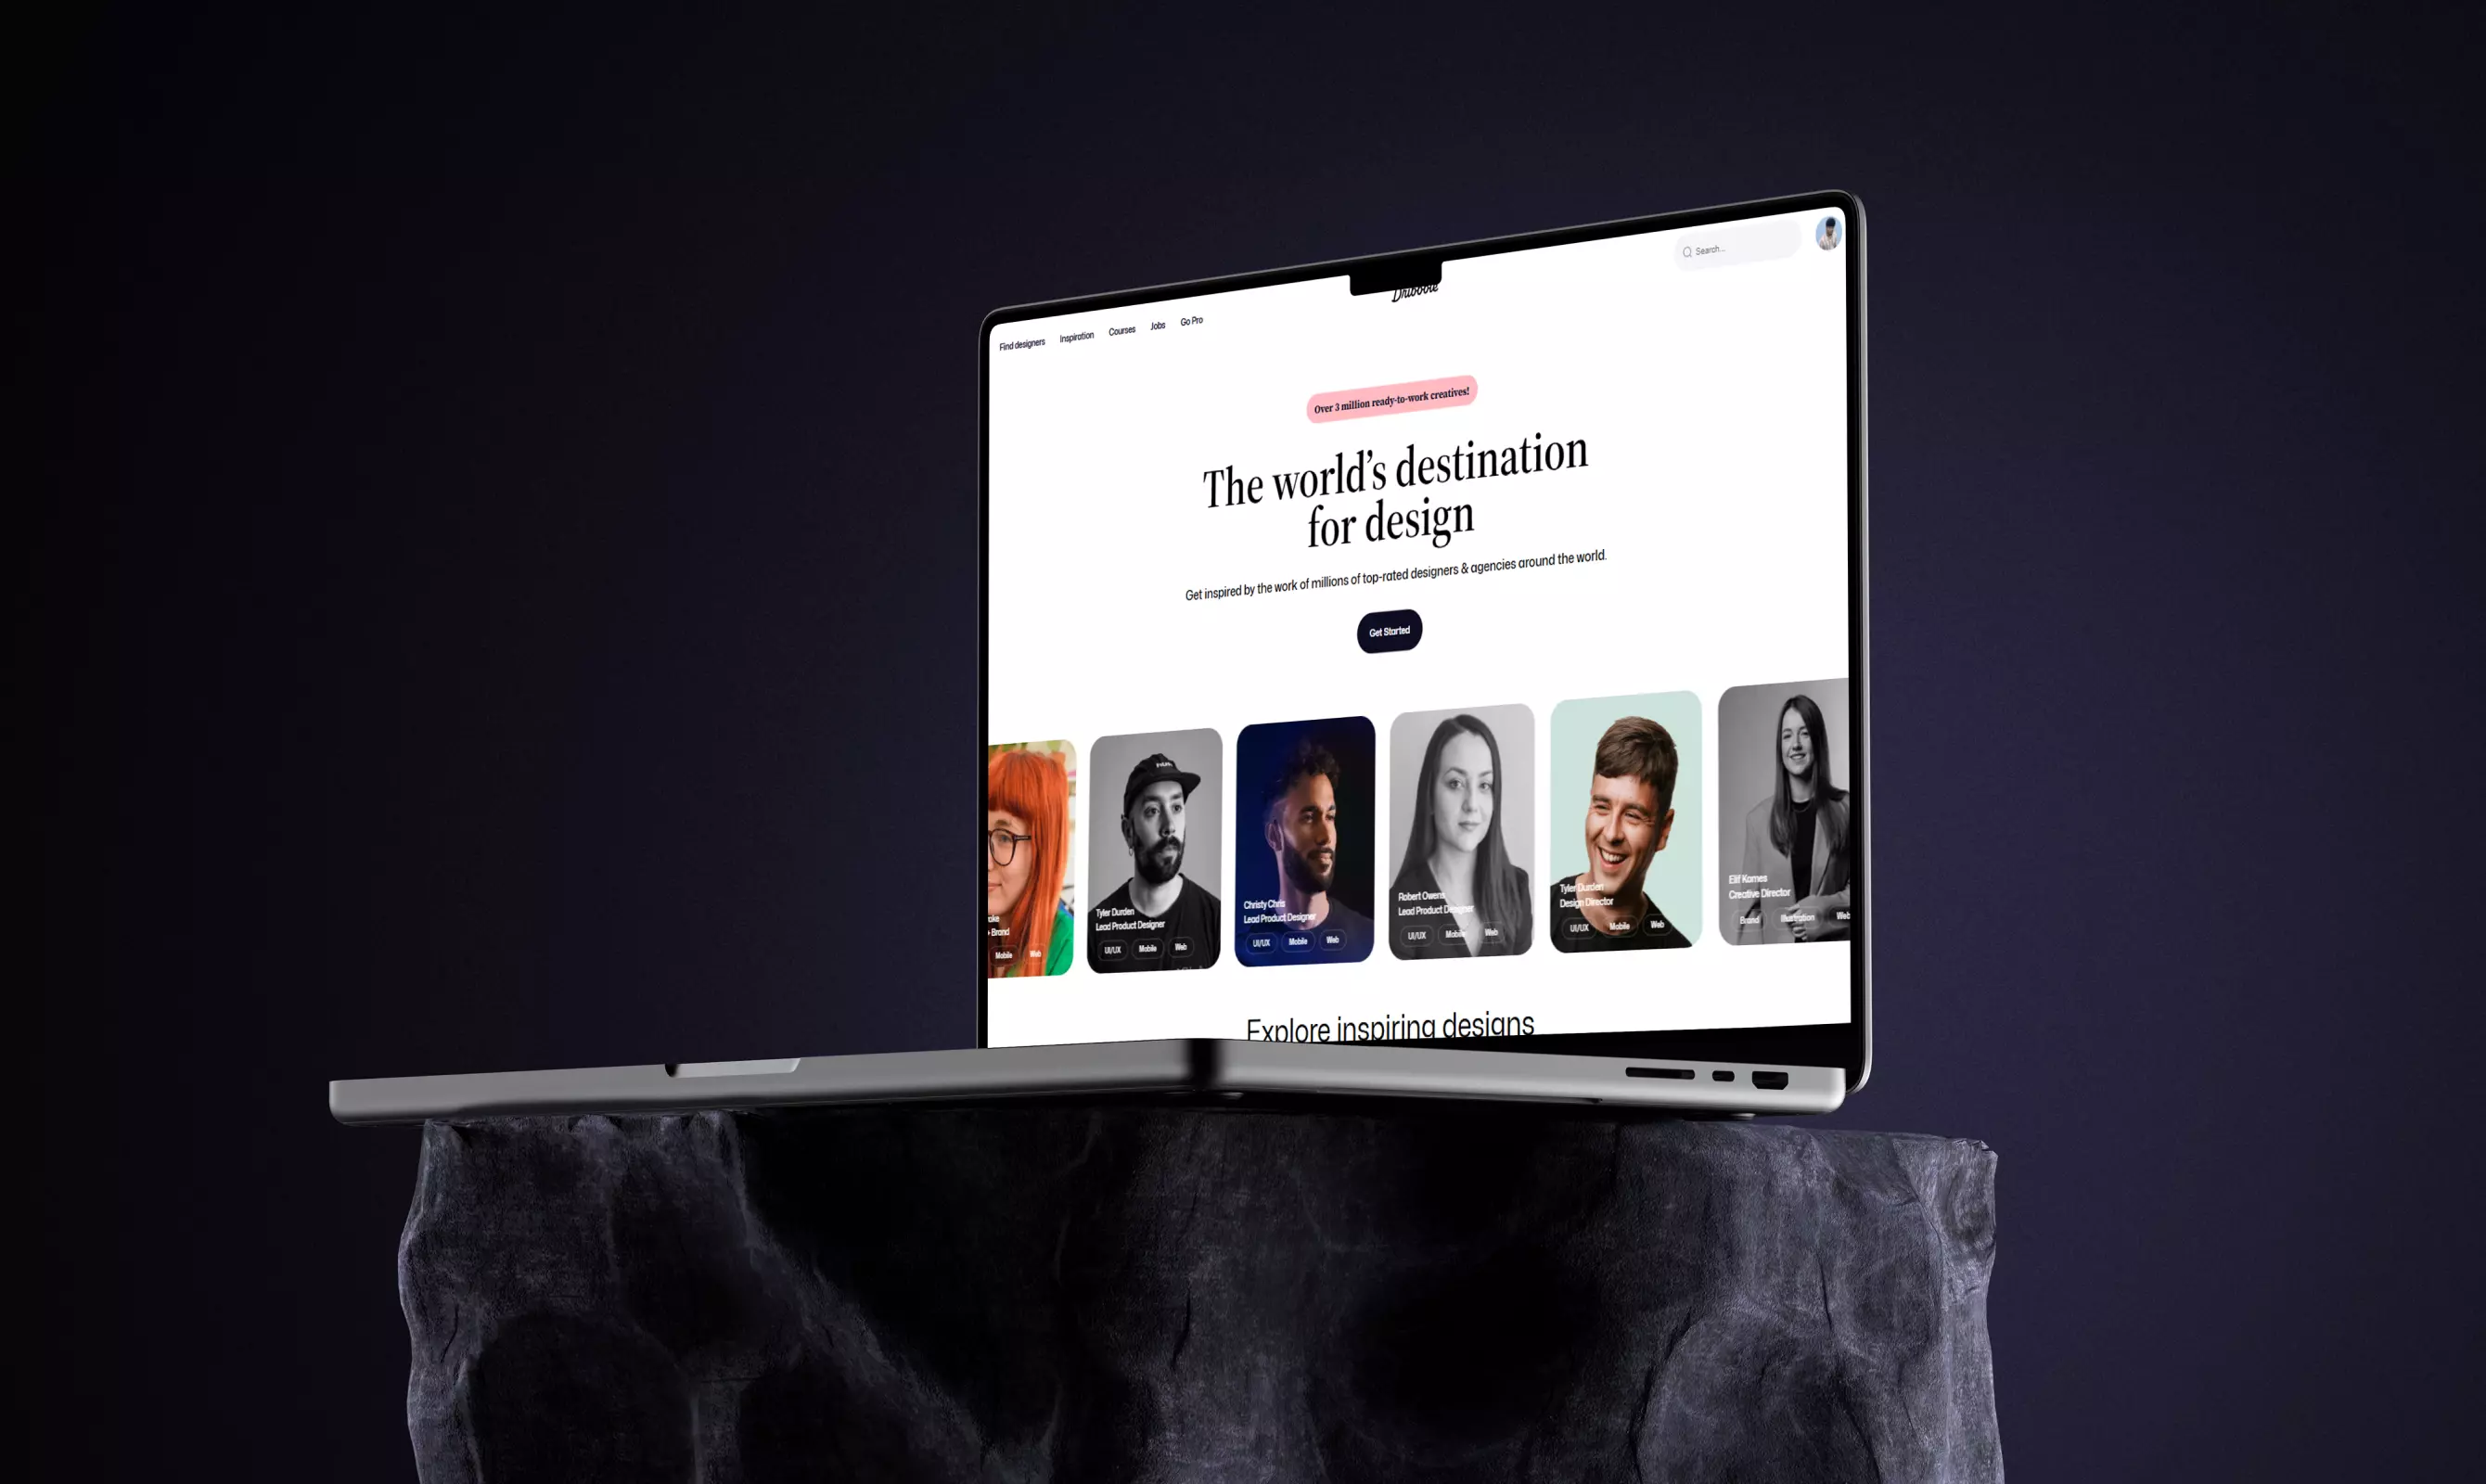 Dribbble
Search...
Find designers Inspiration Courses Jobs Go Pro
Over 3 million ready-to-work creatives!
The world's destination
for design
Get inspired by the work of millions of top-rated designers & agencies around the world.
Get Started
Brand
Mobile Web
Tyler Durden
Lead Product Designer
UI/UX Mobile Web
Christy Chris
Lead Product Designer
UI/UX Mobile Web
Robert Owens
Lead Product Designer
UI/UX Mobile Web
Tyler Durden
Design Director
UI/UX Mobile Web
Elif Kames
Creative Director
Brand Illustration Web
Explore inspiring designs